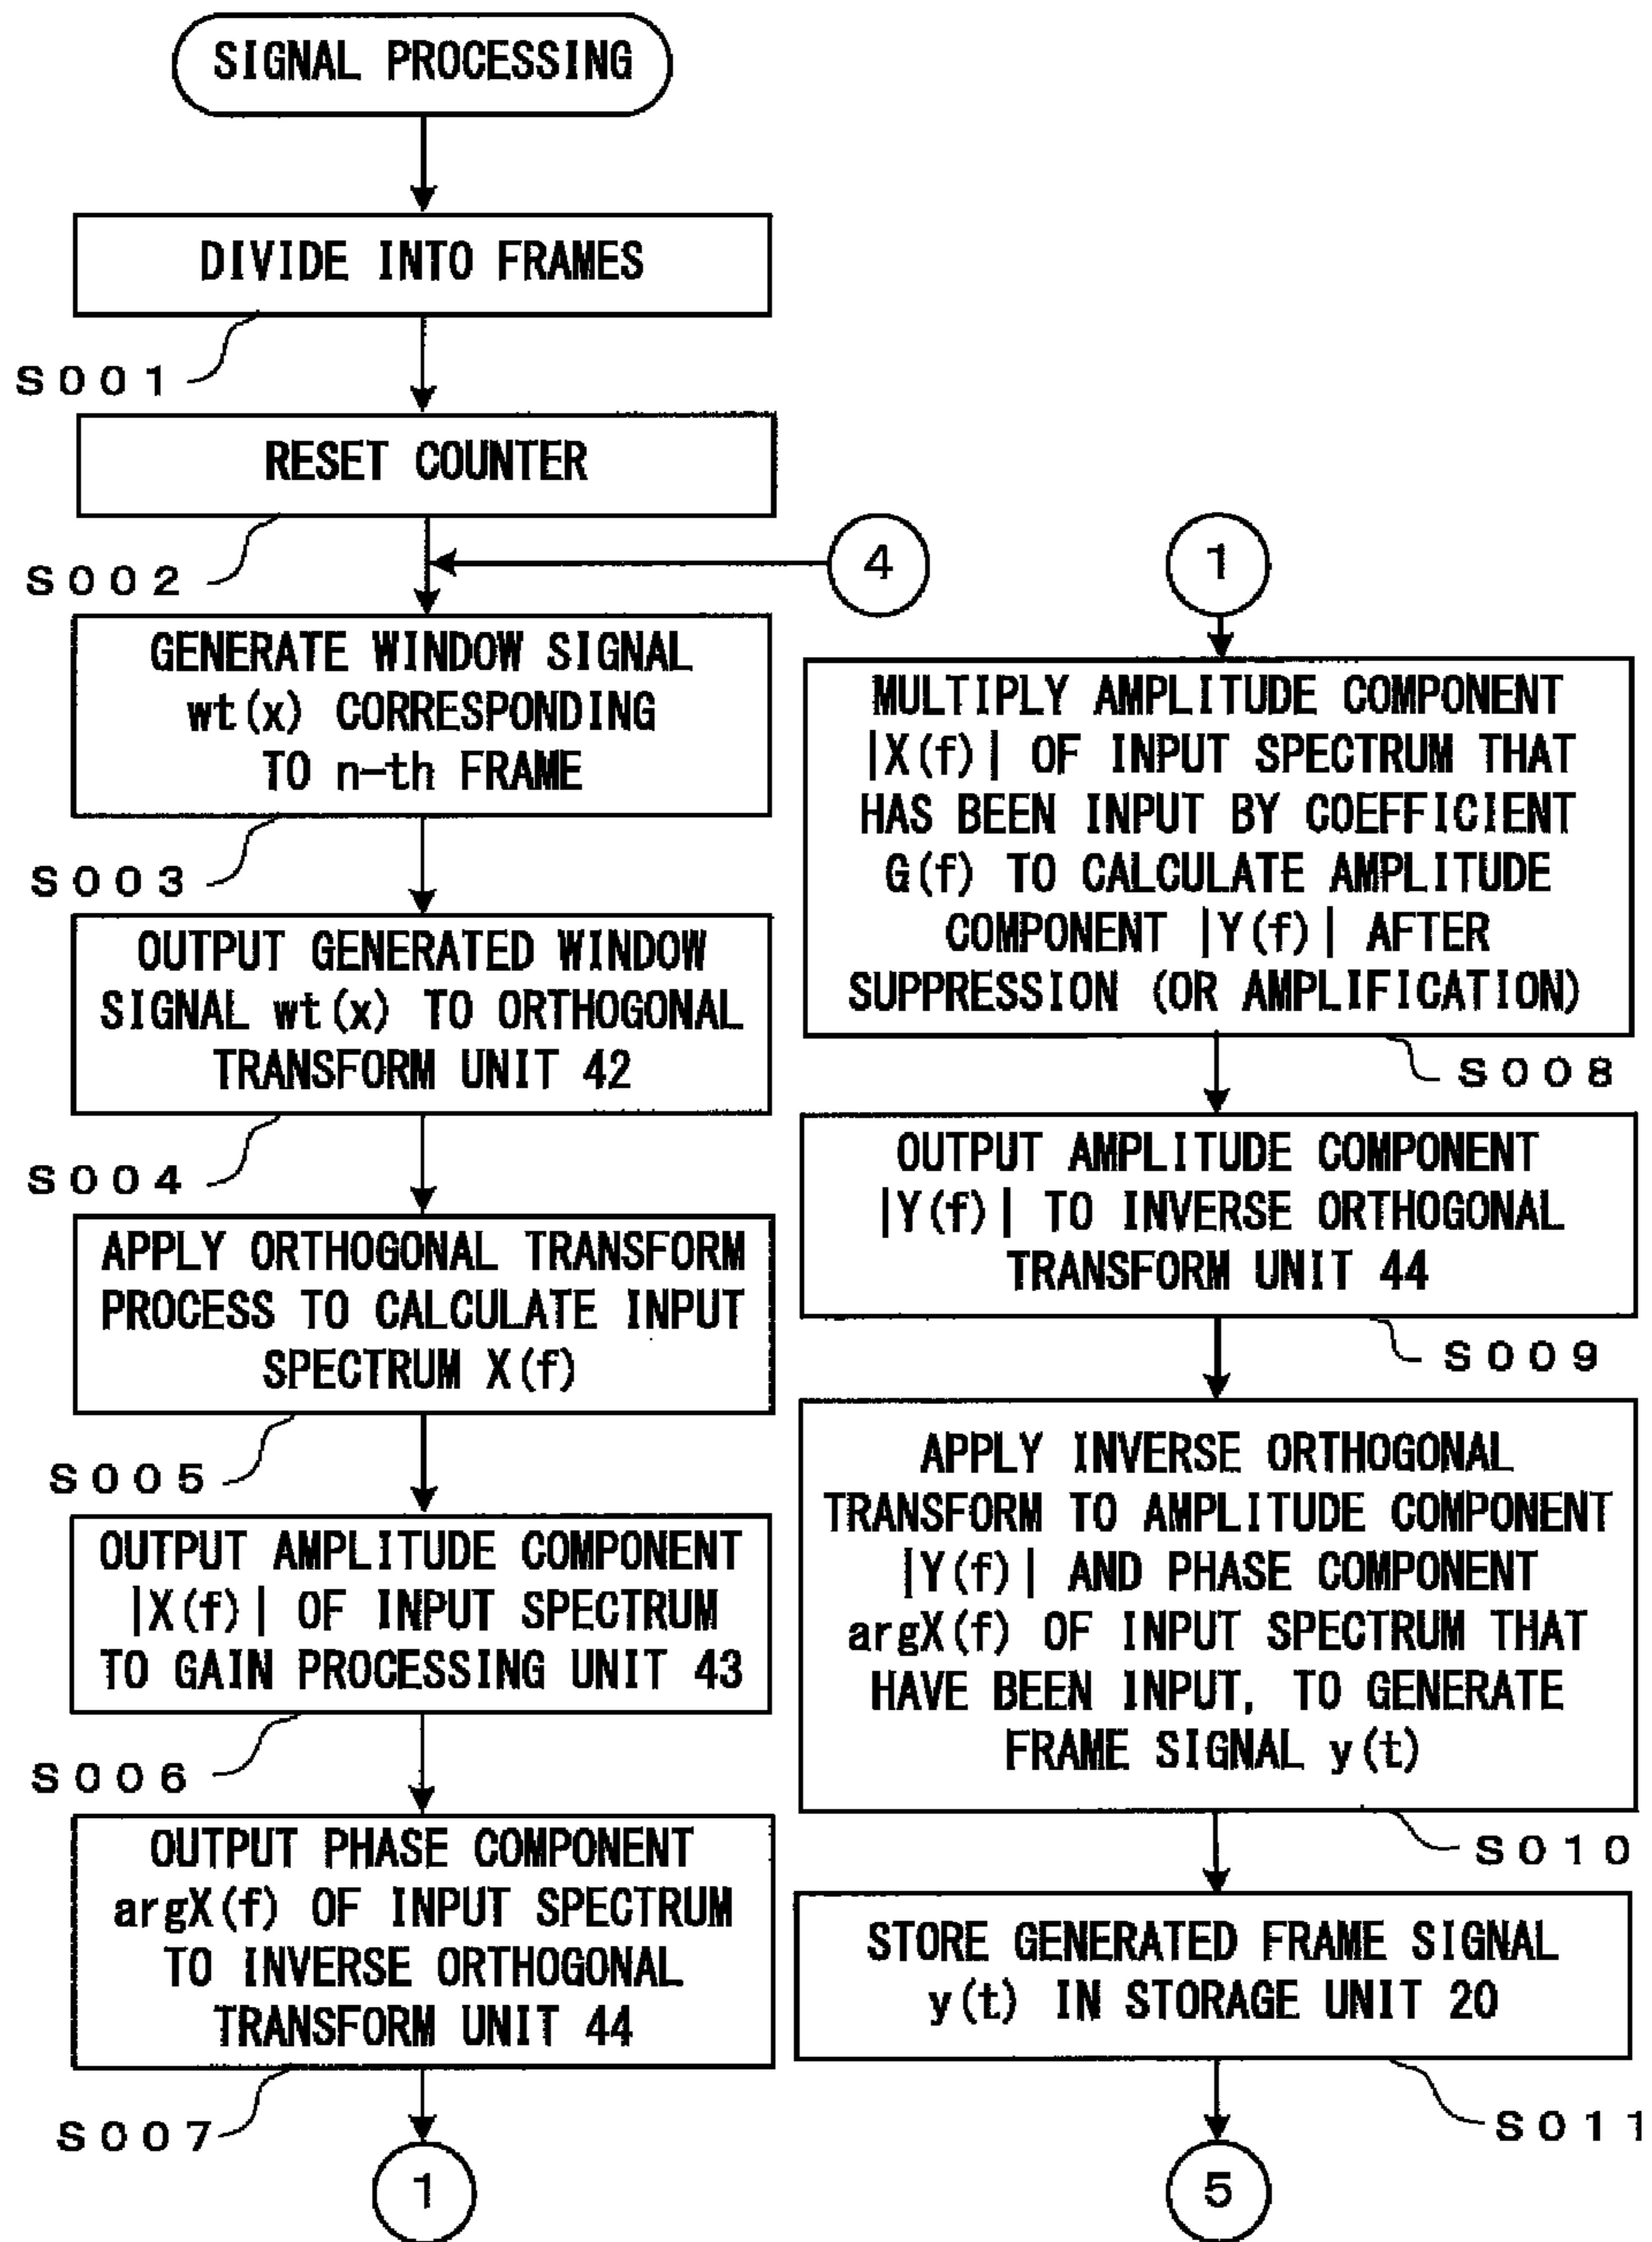 SIGNAL PROCESSING
DIVIDE INTO FRAMES
S001
RESET COUNTER
S002
4
GENERATE WINDOW SIGNAL
wt(x) CORRESPONDING
TO n-th FRAME
S003
OUTPUT GENERATED WINDOW
SIGNAL wt(x) TO ORTHOGONAL
TRANSFORM UNIT 42
S004
APPLY ORTHOGONAL TRANSFORM
PROCESS TO CALCULATE INPUT
SPECTRUM X(f)
S005
OUTPUT AMPLITUDE COMPONENT
|X(f)| OF INPUT SPECTRUM
TO GAIN PROCESSING UNIT 43
S006
OUTPUT PHASE COMPONENT
argX(f) OF INPUT SPECTRUM
TO INVERSE ORTHOGONAL
TRANSFORM UNIT 44
S007
1
1
MULTIPLY AMPLITUDE COMPONENT
|X(f)| OF INPUT SPECTRUM THAT
HAS BEEN INPUT BY COEFFICIENT
G(f) TO CALCULATE AMPLITUDE
COMPONENT |Y(f)| AFTER
SUPPRESSION (OR AMPLIFICATION)
S008
OUTPUT AMPLITUDE COMPONENT
|Y(f)| TO INVERSE ORTHOGONAL
TRANSFORM UNIT 44
S009
APPLY INVERSE ORTHOGONAL
TRANSFORM TO AMPLITUDE COMPONENT
|Y(f)| AND PHASE COMPONENT
argX(f) OF INPUT SPECTRUM THAT
HAVE BEEN INPUT, TO GENERATE
FRAME SIGNAL y(t)
S010
STORE GENERATED FRAME SIGNAL
y(t) IN STORAGE UNIT 20
S011
5